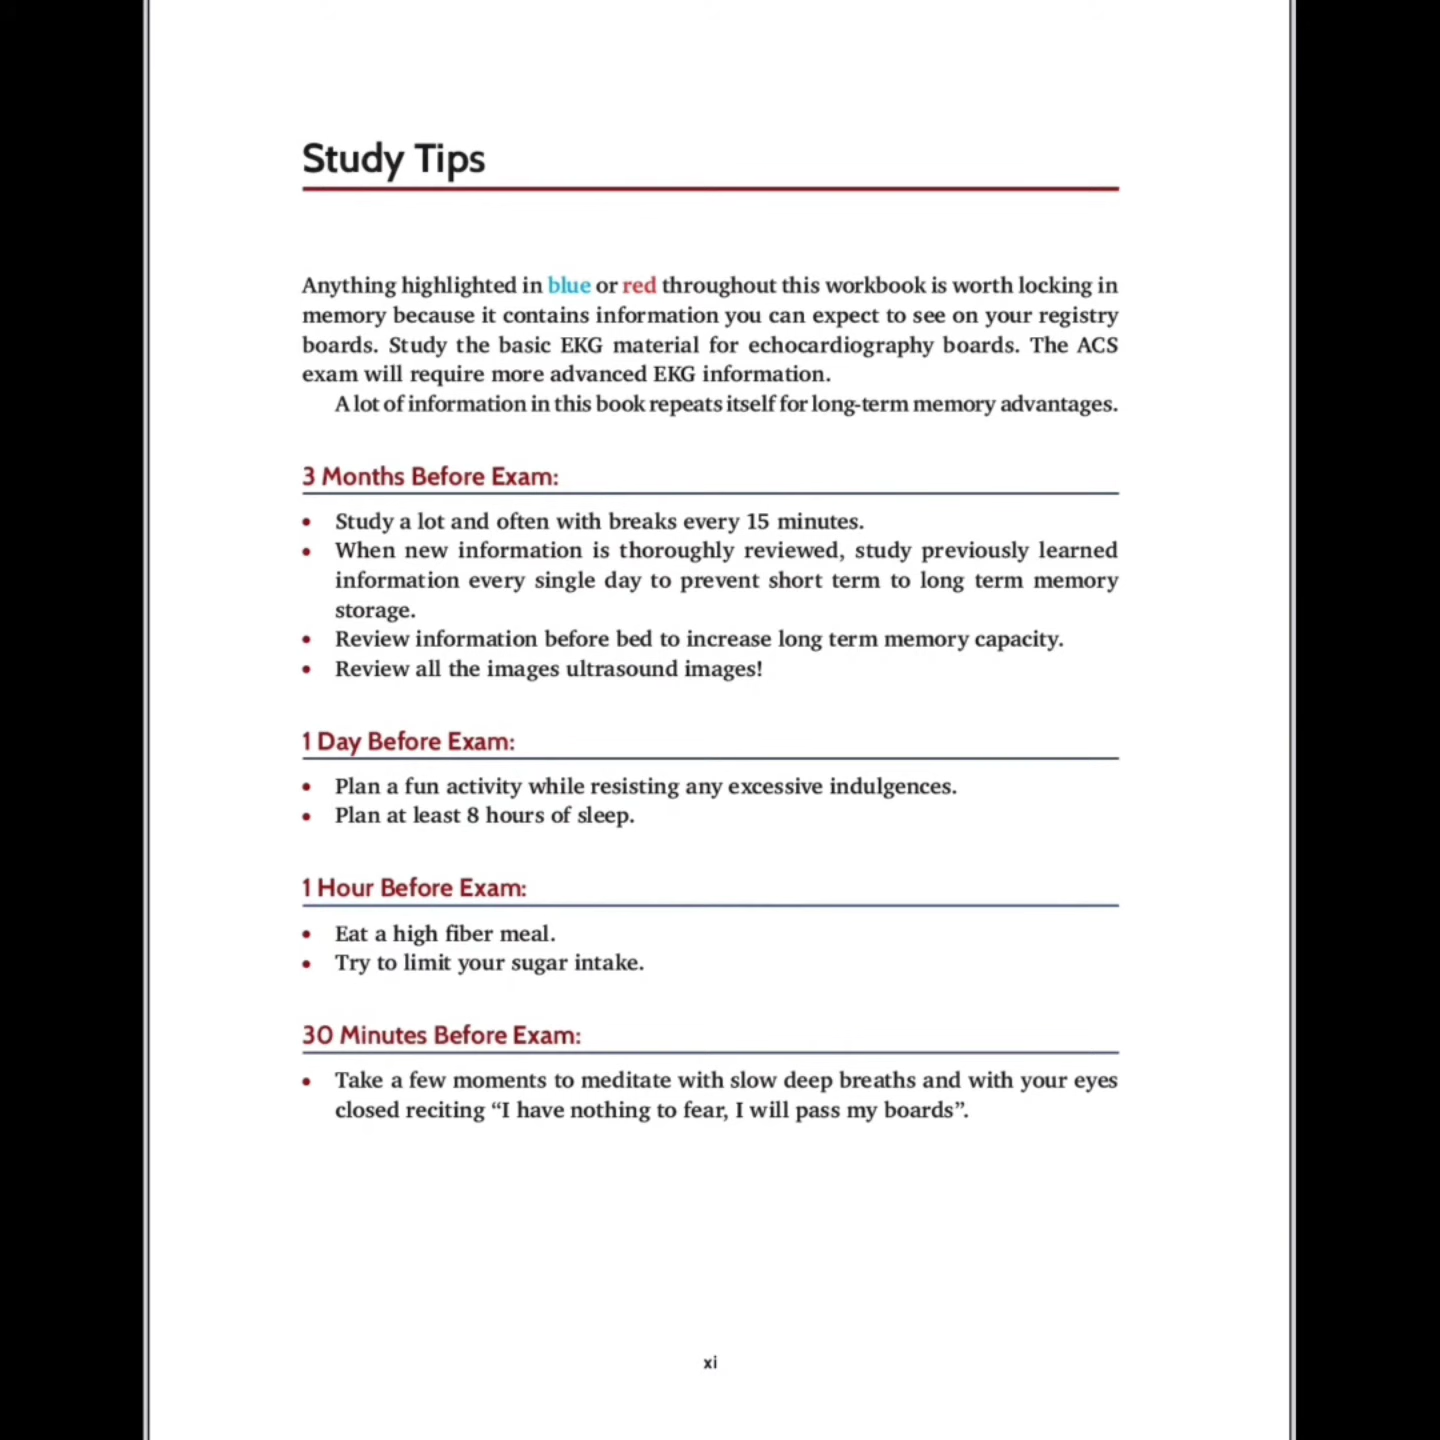 Study Tips
Anything highlighted in blue or red throughout this workbook is worth locking in
memory because it contains information you can expect to see on your registry
boards. Study the basic EKG material for echocardiography boards. The ACS
exam will require more advanced EKG information.
A lot of information in this book repeats itself for long-term memory advantages.
3 Months Before Exam:
• Study a lot and often with breaks every 15 minutes.
• When new information is thoroughly reviewed, study previously learned
information every single day to prevent short term to long term memory
storage.
• Review information before bed to increase long term memory capacity.
• Review all the images ultrasound images!
1 Day Before Exam:
• Plan a fun activity while resisting any excessive indulgences.
• Plan at least 8 hours of sleep.
1 Hour Before Exam:
• Eat a high fiber meal.
• Try to limit your sugar intake.
30 Minutes Before Exam:
• Take a few moments to meditate with slow deep breaths and with your eyes
closed reciting “I have nothing to fear, I will pass my boards”.
xi